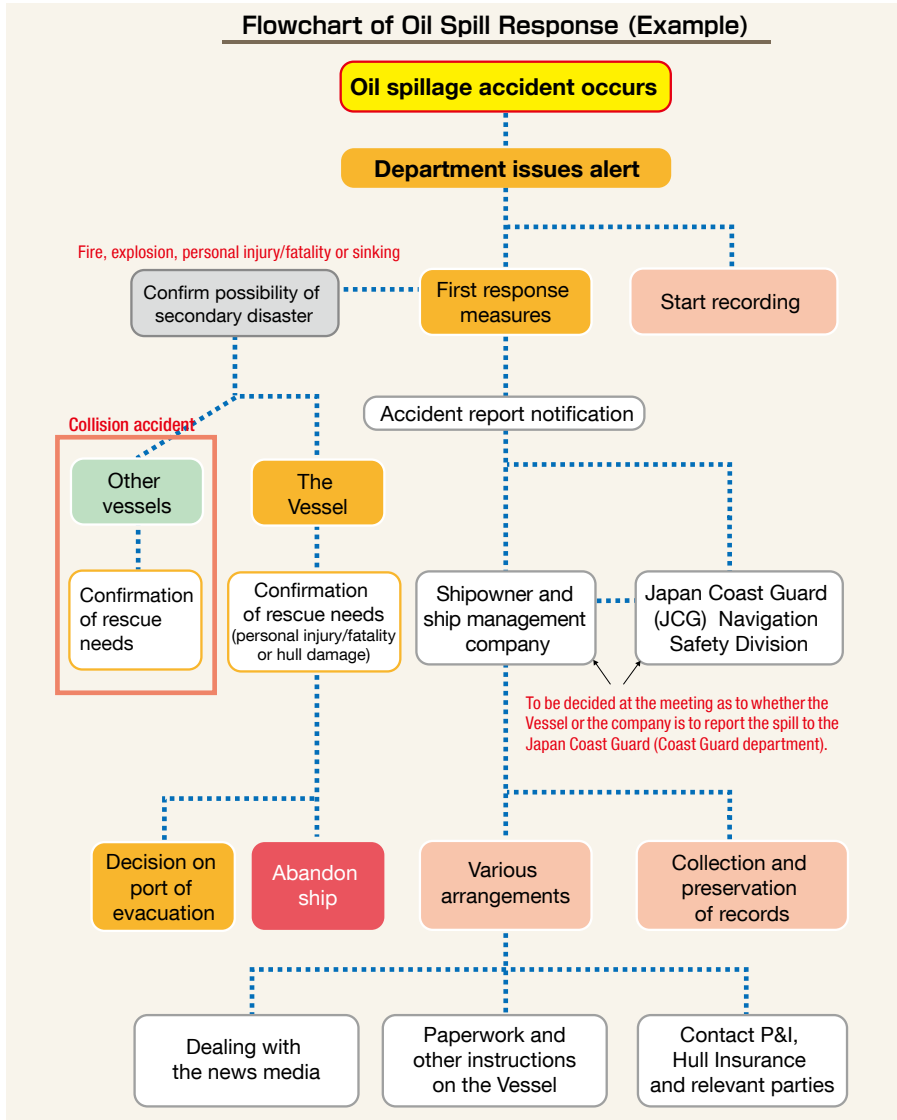 Flowchart of Oil Spill Response (Example)
Oil spillage accident occurs
Department issues alert
Fire, explosion, personal injury/fatality or sinking
Confirm possibility of
secondary disaster
First response
measures
Start recording
Accident report notification
Collision accident
Other
vessels
The
Vessel
Confirmation
of rescue
needs
Confirmation
of rescue needs
(personal injury/fatality
or hull damage)
Shipowner and
ship management
company
Japan Coast Guard
(JCG) Navigation
Safety Division
To be decided at the meeting as to whether the
Vessel or the company is to report the spill to the
Japan Coast Guard (Coast Guard department).
Decision on
port of
evacuation
Abandon
ship
Various
arrangements
Collection and
preservation
of records
Dealing with
the news media
Paperwork and
other instructions
on the Vessel
Contact P&I,
Hull Insurance
and relevant parties